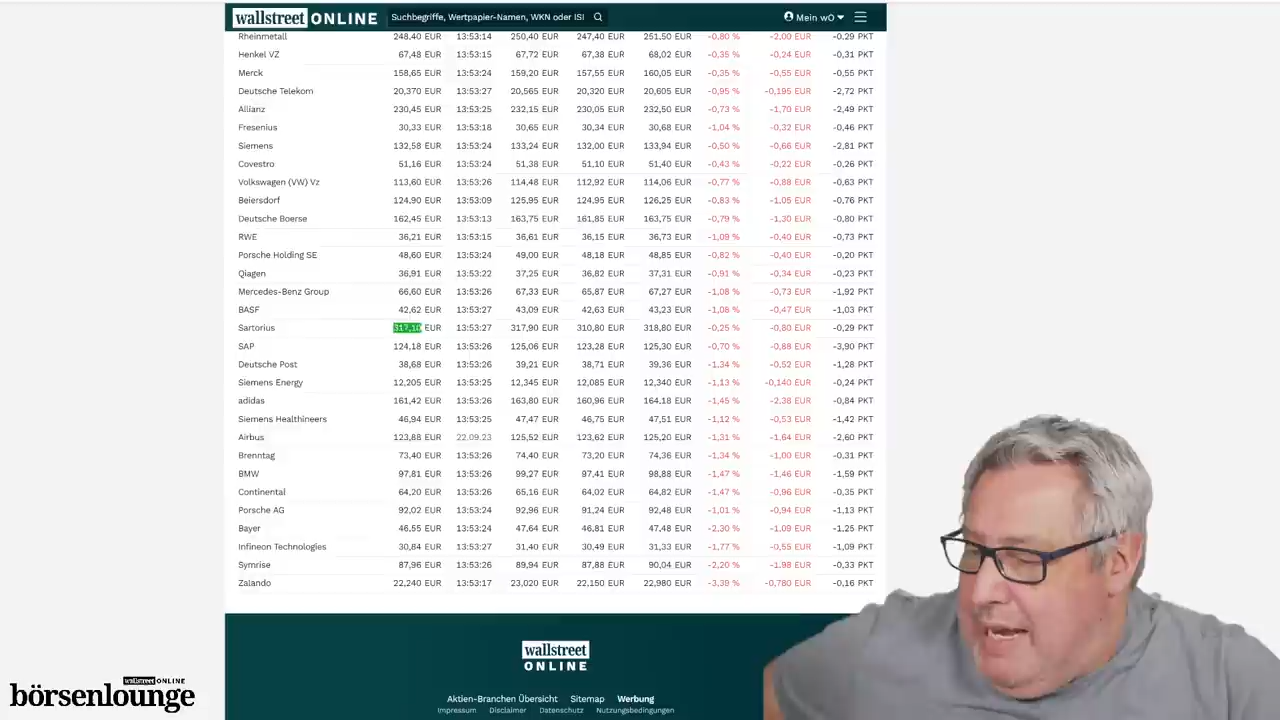 wallstreet ONLINE Suchbegriffe, Wertpapier-Namen, WKN oder ISI Mein wO
Rheinmetall 248,40 EUR 13:53:14 250,40 EUR 247,40 EUR 251,50 EUR -0,80 % -2,00 EUR -0,29 PKT
Henkel VZ 67,48 EUR 13:53:15 67,72 EUR 67,38 EUR 68,02 EUR -0,35 % -0,24 EUR -0,31 PKT
Merck 158,65 EUR 13:53:24 159,20 EUR 157,55 EUR 160,05 EUR -0,35 % -0,55 EUR -0,55 PKT
Deutsche Telekom 20,370 EUR 13:53:27 20,565 EUR 20,320 EUR 20,605 EUR -0,95 % -0,195 EUR -2,72 PKT
Allianz 230,45 EUR 13:53:25 232,15 EUR 230,05 EUR 232,50 EUR -0,73 % -1,70 EUR -2,49 PKT
Fresenius 30,33 EUR 13:53:18 30,65 EUR 30,34 EUR 30,68 EUR -1,04 % -0,32 EUR -0,46 PKT
Siemens 132,58 EUR 13:53:24 133,24 EUR 132,00 EUR 133,94 EUR -0,50 % -0,66 EUR -2,81 PKT
Covestro 51,16 EUR 13:53:24 51,38 EUR 51,10 EUR 51,40 EUR -0,43 % -0,22 EUR -0,26 PKT
Volkswagen (VW) Vz 113,60 EUR 13:53:26 114,48 EUR 112,92 EUR 114,06 EUR -0,77 % -0,88 EUR -0,63 PKT
Beiersdorf 124,90 EUR 13:53:09 125,95 EUR 124,95 EUR 126,25 EUR -0,83 % -1,05 EUR -0,76 PKT
Deutsche Boerse 162,45 EUR 13:53:13 163,75 EUR 161,85 EUR 163,75 EUR -0,79 % -1,30 EUR -0,80 PKT
RWE 36,21 EUR 13:53:15 36,61 EUR 36,15 EUR 36,73 EUR -1,09 % -0,40 EUR -0,73 PKT
Porsche Holding SE 48,60 EUR 13:53:24 49,00 EUR 48,18 EUR 48,85 EUR -0,82 % -0,40 EUR -0,20 PKT
Qiagen 36,91 EUR 13:53:22 37,25 EUR 36,82 EUR 37,31 EUR -0,91 % -0,34 EUR -0,23 PKT
Mercedes-Benz Group 66,60 EUR 13:53:26 67,33 EUR 65,87 EUR 67,27 EUR -1,08 % -0,73 EUR -1,92 PKT
BASF 42,62 EUR 13:53:27 43,09 EUR 42,63 EUR 43,23 EUR -1,08 % -0,47 EUR -1,03 PKT
Sartorius 317,10 EUR 13:53:27 317,90 EUR 310,80 EUR 318,80 EUR -0,25 % -0,80 EUR -0,29 PKT
SAP 124,18 EUR 13:53:26 125,06 EUR 123,28 EUR 125,30 EUR -0,70 % -0,88 EUR -3,90 PKT
Deutsche Post 38,68 EUR 13:53:26 39,21 EUR 38,71 EUR 39,36 EUR -1,34 % -0,52 EUR -1,28 PKT
Siemens Energy 12,205 EUR 13:53:26 12,345 EUR 12,085 EUR 12,340 EUR -1,13 % -0,140 EUR -0,24 PKT
adidas 161,42 EUR 13:53:26 163,80 EUR 160,96 EUR 164,18 EUR -1,45 % -2,38 EUR -0,84 PKT
Siemens Healthineers 46,94 EUR 13:53:25 47,47 EUR 46,75 EUR 47,51 EUR -1,12 % -0,53 EUR -1,42 PKT
Airbus 123,88 EUR 22.09.23 125,52 EUR 123,62 EUR 125,20 EUR -1,31 % -1,64 EUR -2,60 PKT
Brenntag 73,40 EUR 13:53:26 74,40 EUR 73,20 EUR 74,36 EUR -1,34 % -1,00 EUR -0,31 PKT
BMW 97,81 EUR 13:53:26 99,27 EUR 97,41 EUR 98,88 EUR -1,47 % -1,46 EUR -1,59 PKT
Continental 64,20 EUR 13:53:26 65,16 EUR 64,02 EUR 64,82 EUR -1,47 % -0,96 EUR -0,35 PKT
Porsche AG 92,02 EUR 13:53:24 92,96 EUR 91,24 EUR 92,48 EUR -1,01 % -0,94 EUR -1,13 PKT
Bayer 46,55 EUR 13:53:24 47,64 EUR 46,81 EUR 47,48 EUR -2,30 % -1,09 EUR -1,25 PKT
Infineon Technologies 30,84 EUR 13:53:27 31,40 EUR 30,49 EUR 31,33 EUR -1,77 % -0,55 EUR -1,09 PKT
Symrise 87,96 EUR 13:53:26 89,94 EUR 87,88 EUR 90,04 EUR -2,20 % -1,98 EUR -0,33 PKT
Zalando 22,240 EUR 13:53:17 23,020 EUR 22,150 EUR 22,980 EUR -3,39 % -0,780 EUR -0,16 PKT
wallstreet
ONLINE
Aktien-Branchen Übersicht Sitemap Werbung
Impressum Disclaimer Datenschutz Nutzungsbedingungen
wallstreet ONLINE
börsenlounge